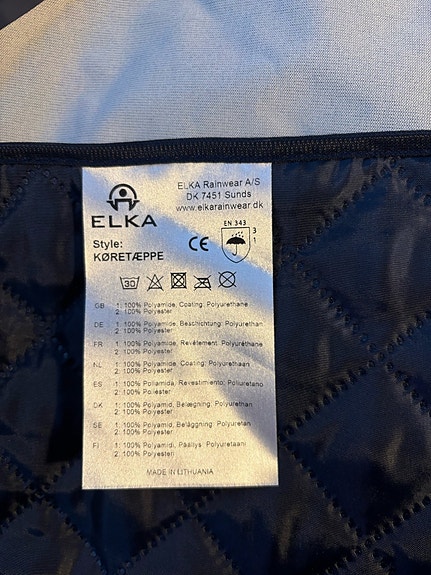 ELKA Rainwear A/S
DK 7451 Sunds
www.elkarainwear.dk
ELKA
Style:
KØRETÆPPE
CE
EN 343
3
1
30
GB 1: 100% Polyamide, Coating: Polyurethane
2: 100% Polyester
DE 1: 100% Polyamide, Beschichtung: Polyurethan
2: 100% Polyester
FR 1: 100% Polyamide, Revêtement: Polyuréthane
2: 100% Polyester
NL 1: 100% Polyamide, Coating: Polyurethaan
2: 100% Polyester
ES 1: 100% Poliamida, Revestimiento: Poliuretano
2: 100% Poliéster
DK 1: 100% Polyamid, Belægning: Polyurethan
2: 100% Polyester
SE 1: 100% Polyamid, Beläggning: Polyuretan
2: 100% Polyester
FI 1: 100% Polyamidi, Päällys: Polyuretaani
2: 100% Polyesteri
MADE IN LITHUANIA